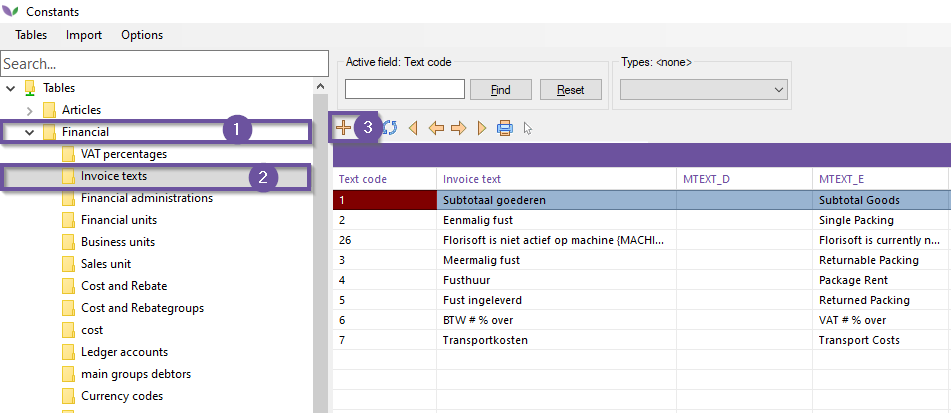 Constants
Tables Import Options
Search...
Tables
Articles
Financial 1
VAT percentages
Invoice texts 2
Financial administrations
Financial units
Business units
Sales unit
Cost and Rebate
Cost and Rebategroups
cost
Ledger accounts
main groups debtors
Currency codes
Active field: Text code
Find Reset
Types: <none>
3
Text code Invoice text MTEXT_D MTEXT_E
1 Subtotaal goederen Subtotal Goods
2 Eenmalig fust Single Packing
26 Florisoft is niet actief op machine {MACHI... Florisoft is currently n...
3 Meermalig fust Returnable Packing
4 Fusthuur Package Rent
5 Fust ingeleverd Returned Packing
6 BTW # % over VAT # % over
7 Transportkosten Transport Costs